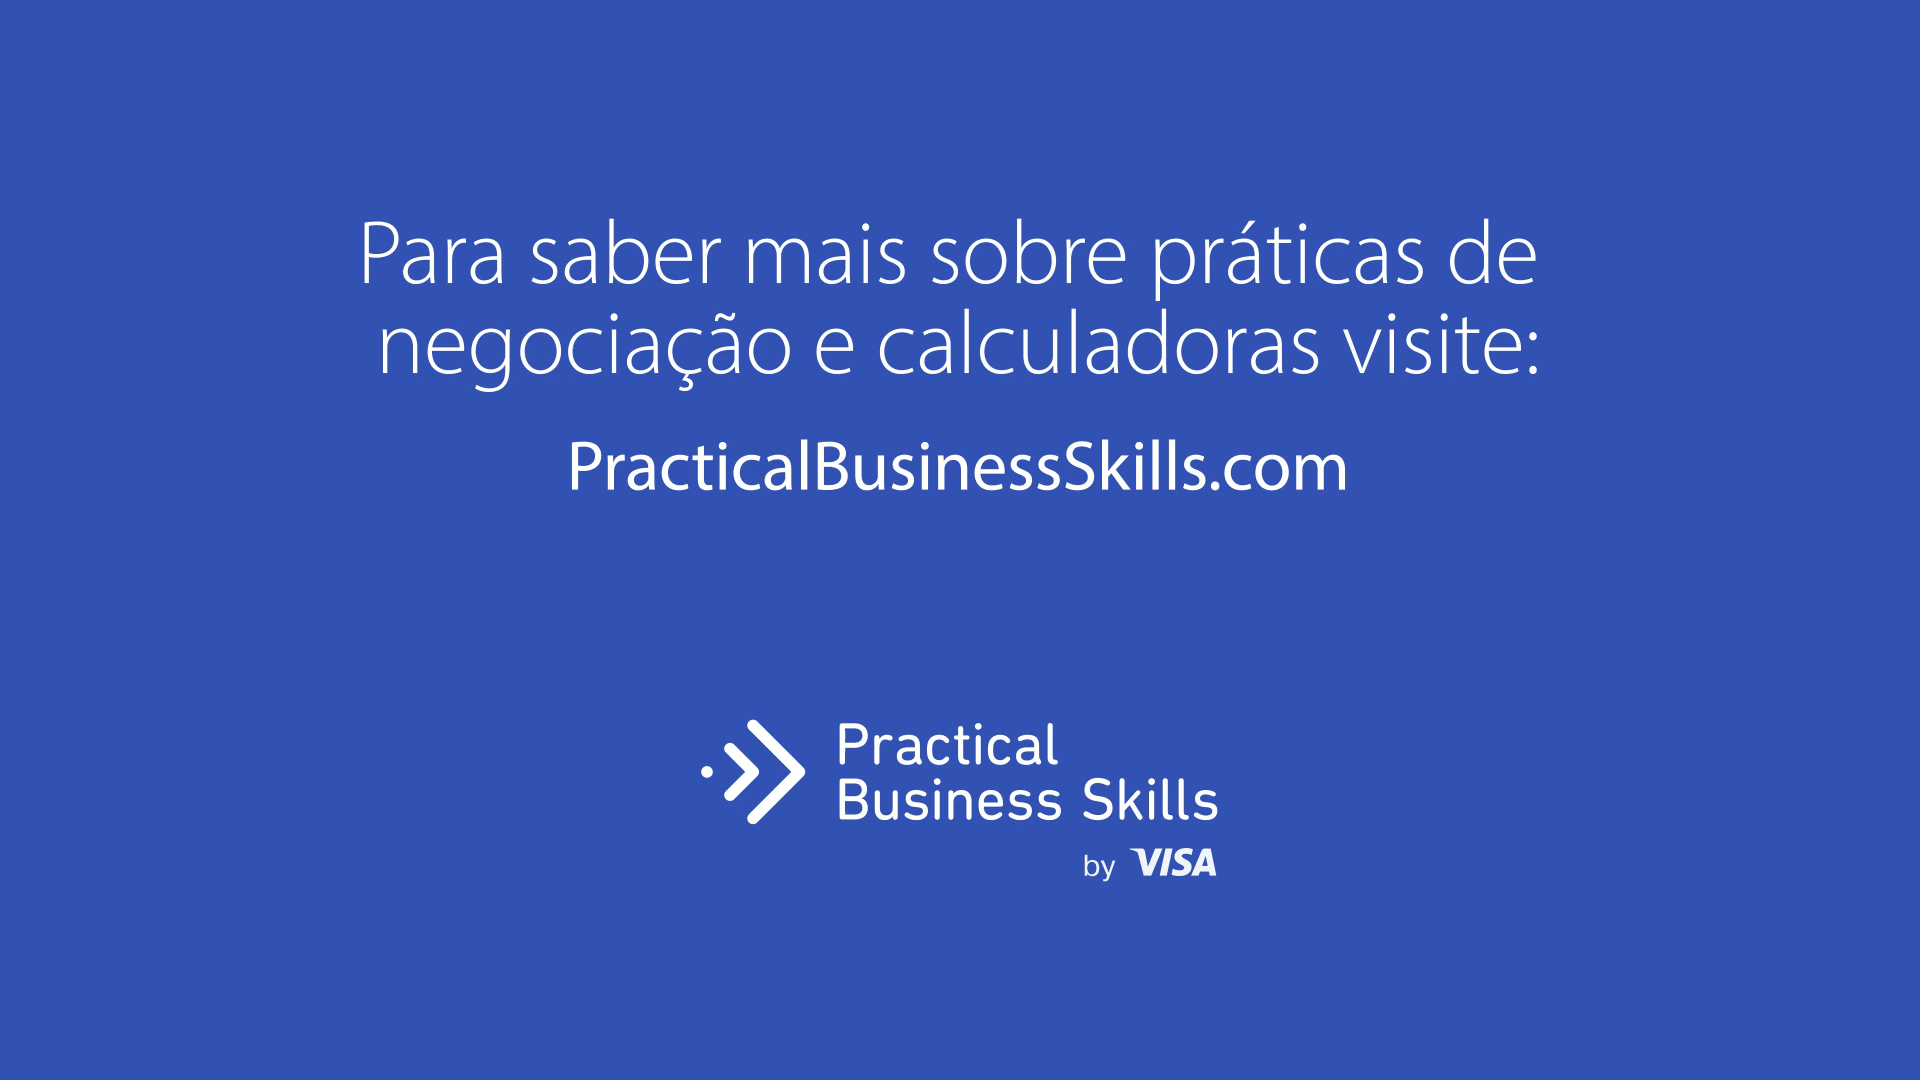 Para saber mais sobre práticas de
negociação e calculadoras visite:
PracticalBusinessSkills.com
Practical
Business Skills
by VISA